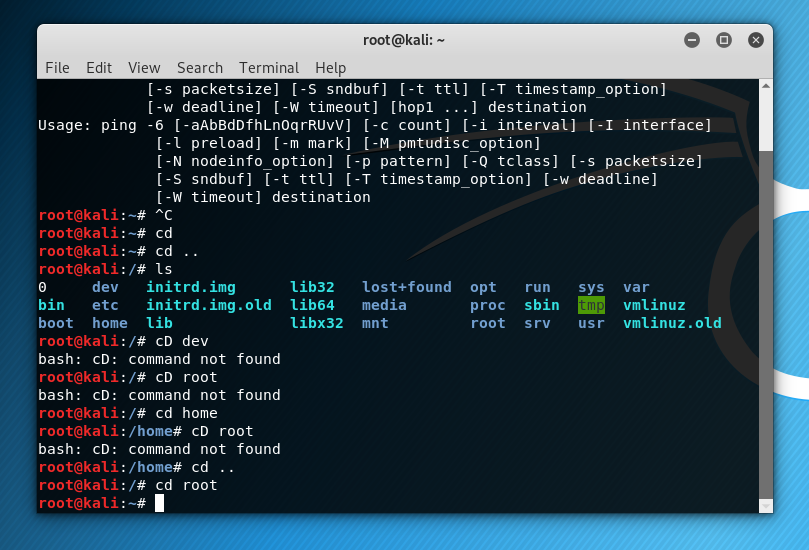 root@kali: ~
File Edit View Search Terminal Help
[-s packetsize] [-S sndbuf] [-t ttl] [-T timestamp_option]
[-w deadline] [-W timeout] [hop1 ...] destination
Usage: ping -6 [-aAbBdDfhLnOqrRUvV] [-c count] [-i interval] [-I interface]
[-l preload] [-m mark] [-M pmtudisc_option]
[-N nodeinfo_option] [-p pattern] [-Q tclass] [-s packetsize]
[-S sndbuf] [-t ttl] [-T timestamp_option] [-w deadline]
[-W timeout] destination
root@kali:~# ^C
root@kali:~# cd
root@kali:~# cd ..
root@kali:/# ls
0 dev initrd.img lib32 lost+found opt run sys var
bin etc initrd.img.old lib64 media proc sbin tmp vmlinuz
boot home lib libx32 mnt root srv usr vmlinuz.old
root@kali:/# cD dev
bash: cD: command not found
root@kali:/# cD root
bash: cD: command not found
root@kali:/# cd home
root@kali:/home# cD root
bash: cD: command not found
root@kali:/home# cd ..
root@kali:/# cd root
root@kali:~#